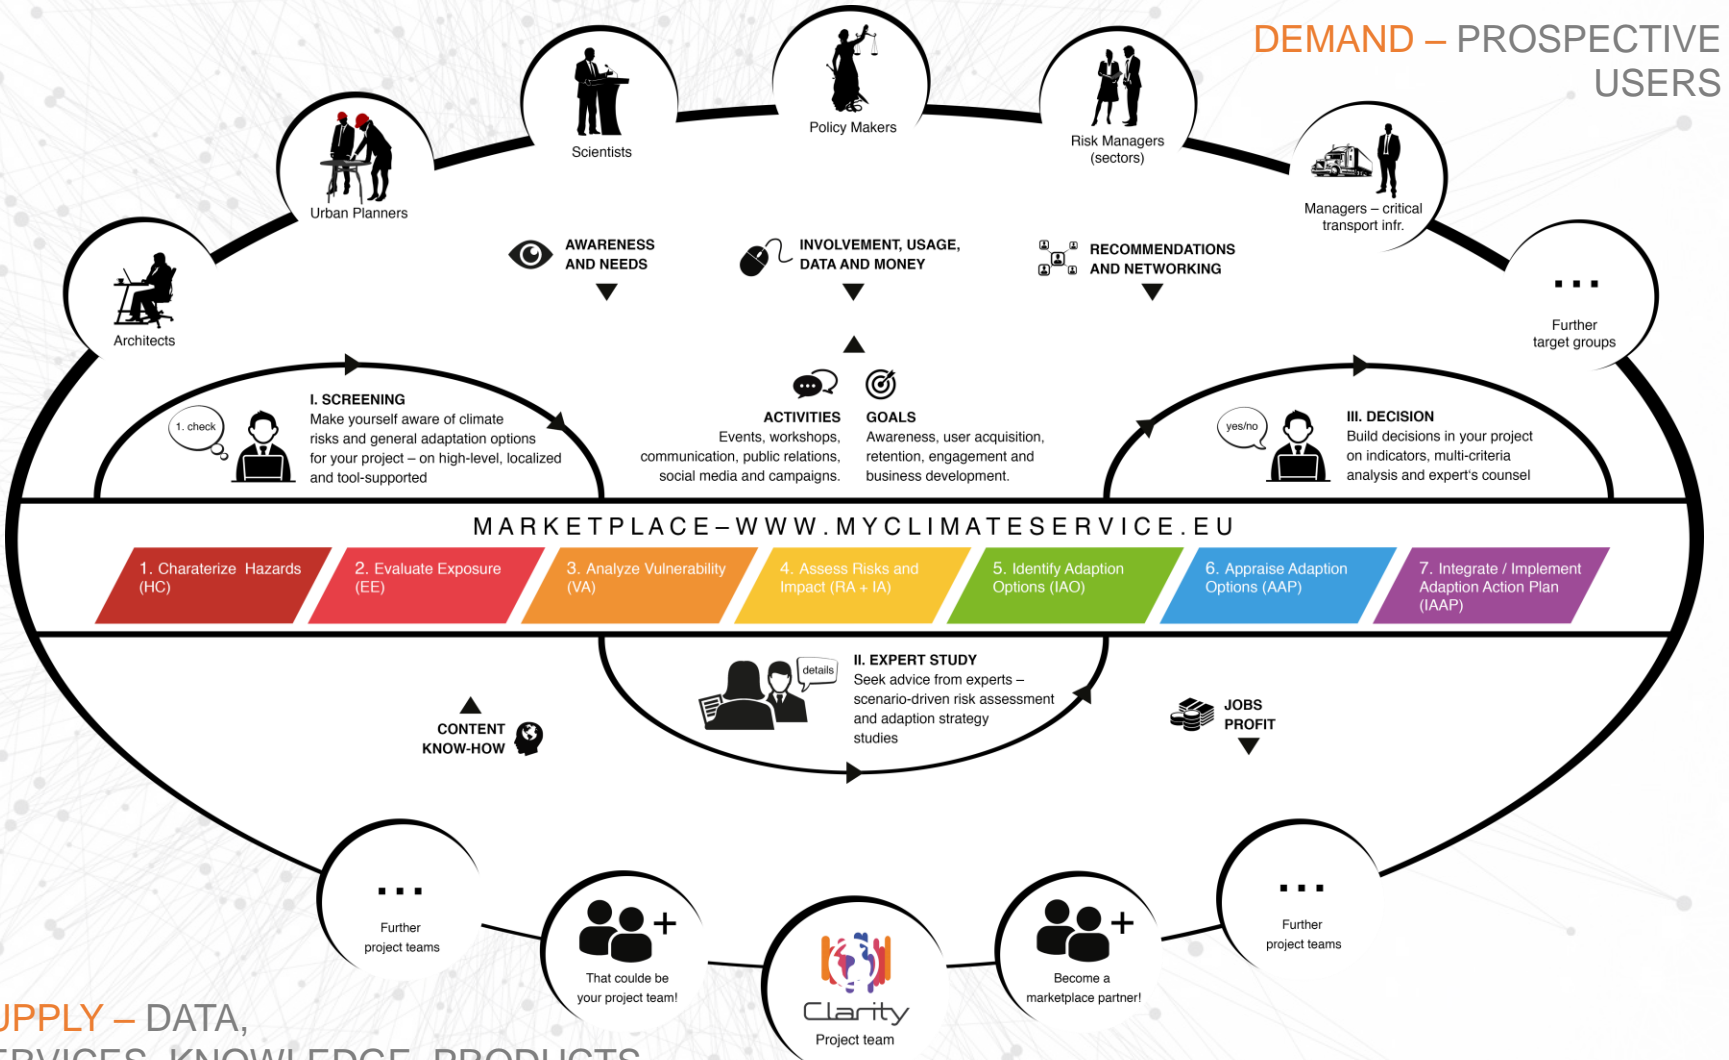 DEMAND – PROSPECTIVE
USERS
Policy Makers
Scientists
Risk Managers
(sectors)
Urban Planners
Managers – critical
transport infr.
Architects
...
Further
target groups
AWARENESS
AND NEEDS
INVOLVEMENT, USAGE,
DATA AND MONEY
RECOMMENDATIONS
AND NETWORKING
1. check
I. SCREENING
Make yourself aware of climate
risks and general adaptation options
for your project – on high-level, localized
and tool-supported
ACTIVITIES
Events, workshops,
communication, public relations,
social media and campaigns.
GOALS
Awareness, user acquisition,
retention, engagement and
business development.
yes/no
III. DECISION
Build decisions in your project
on indicators, multi-criteria
analysis and expert's counsel
MARKETPLACE–WWW.MYCLIMATESERVICE.EU
1. Charaterize Hazards
(HC)
2. Evaluate Exposure
(EE)
3. Analyze Vulnerability
(VA)
4. Assess Risks and
Impact (RA + IA)
5. Identify Adaption
Options (IAO)
6. Appraise Adaption
Options (AAP)
7. Integrate / Implement
Adaption Action Plan
(IAAP)
details
II. EXPERT STUDY
Seek advice from experts –
scenario-driven risk assessment
and adaption strategy
studies
CONTENT
KNOW-HOW
JOBS
PROFIT
...
Further
project teams
That coulde be
your project team!
Clarity
Project team
Become a
marketplace partner!
...
Further
project teams
UPPLY – DATA,
ERVICES, KNOWLEDGE, PRODUCTS